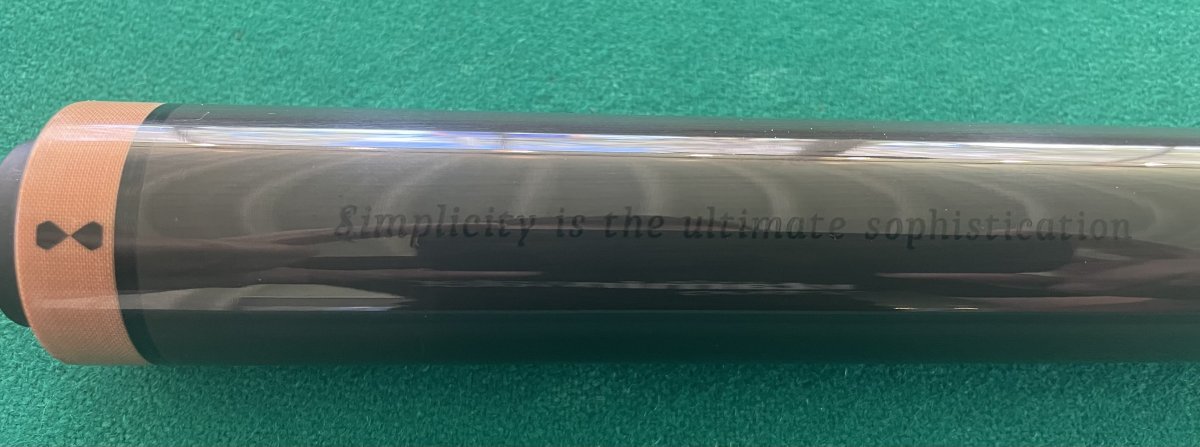 Simplicity is the ultimate sophistication